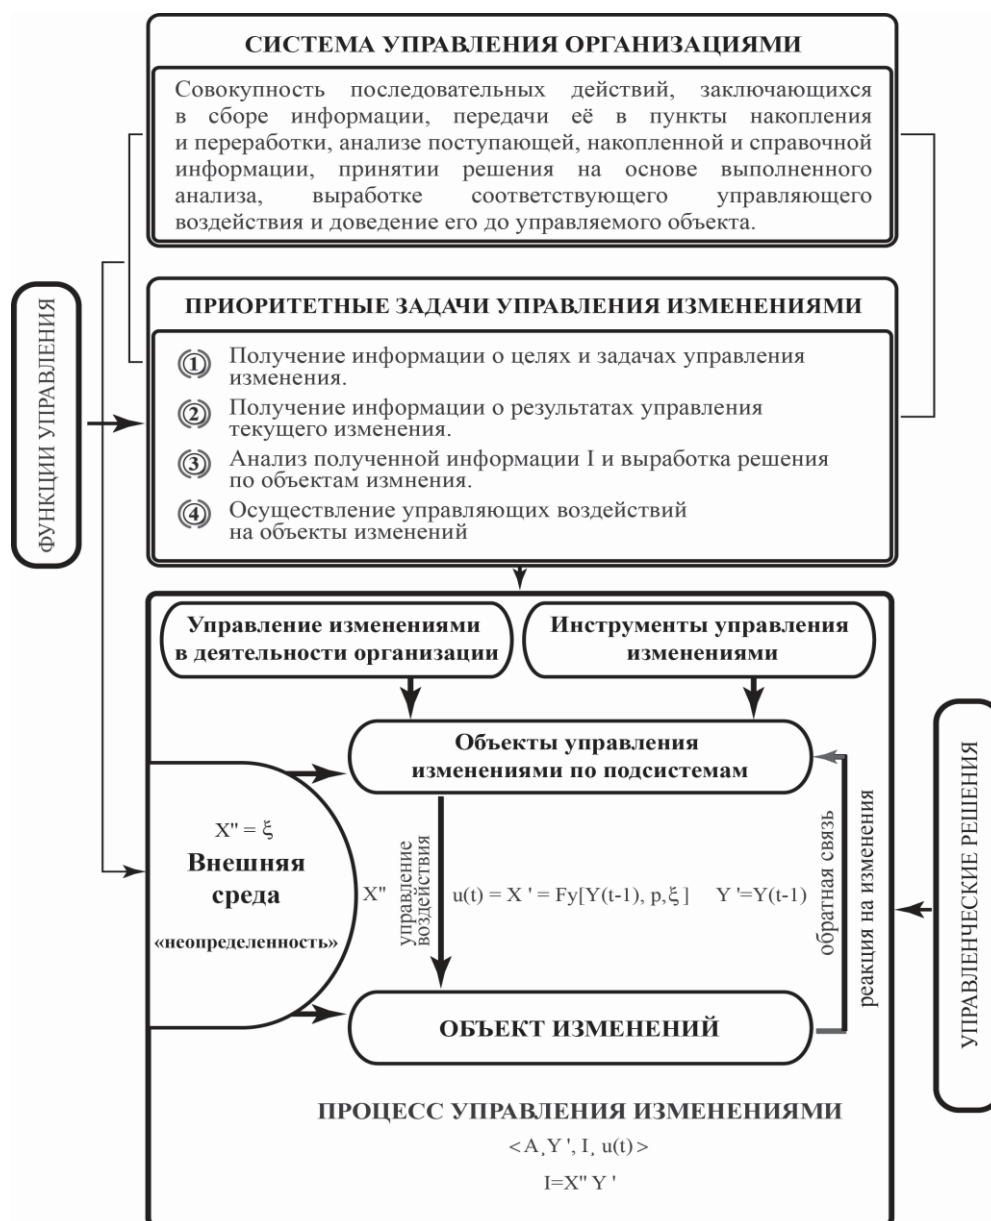 СИСТЕМА УПРАВЛЕНИЯ ОРГАНИЗАЦИЯМИ
Совокупность последовательных действий, заключающихся
в сборе информации, передачи её в пункты накопления
и переработки, анализе поступающей, накопленной и справочной
информации, принятии решения на основе выполненного
анализа, выработке соответствующего управляющего
воздействия и доведение его до управляемого объекта.
ФУНКЦИИ УПРАВЛЕНИЯ
ПРИОРИТЕТНЫЕ ЗАДАЧИ УПРАВЛЕНИЯ ИЗМЕНЕНИЯМИ
1 Получение информации о целях и задачах управления
изменения.
2 Получение информации о результатах управления
текущего изменения.
3 Анализ полученной информации I и выработка решения
по объектам измнения.
4 Осуществление управляющих воздействий
на объекты изменений
Управление изменениями
в деятельности организации
Инструменты управления
изменениями
Объекты управления
изменениями по подсистемам
X" = ξ
Внешняя
среда
«неопределенность»
X"
управление
воздействия
u(t) = X ' = Fy[Y(t-1), p,ξ ]
Y '=Y(t-1)
обратная связь
реакция на изменения
УПРАВЛЕНЧЕСКИЕ РЕШЕНИЯ
ОБЪЕКТ ИЗМЕНЕНИЙ
ПРОЦЕСС УПРАВЛЕНИЯ ИЗМЕНЕНИЯМИ
<A, Y ', I, u(t)>
I=X" Y '